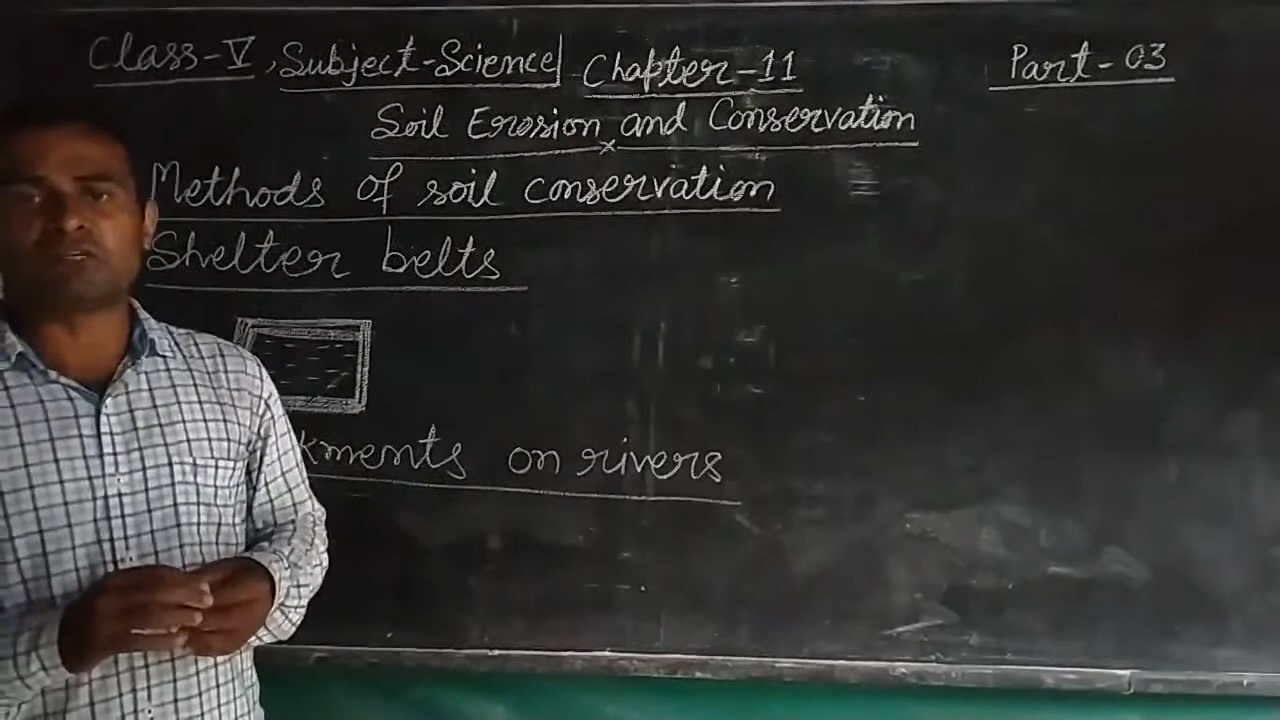 Class-V, Subject-Science Chapter-11 Part-03
Soil Erosion and Conservation
Methods of soil conservation
Shelter belts
kments on rivers